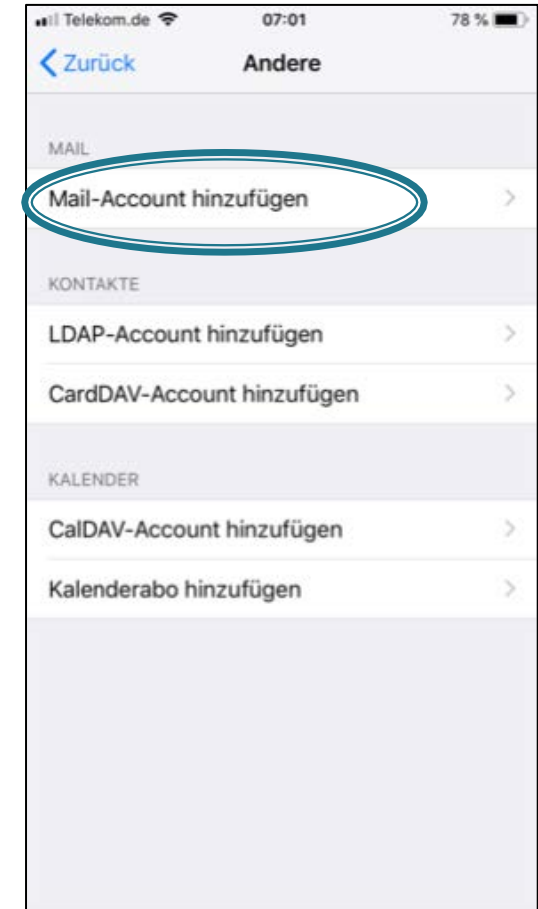 Telekom.de 07:01 78 %
Zurück Andere
MAIL
Mail-Account hinzufügen
KONTAKTE
LDAP-Account hinzufügen
CardDAV-Account hinzufügen
KALENDER
CalDAV-Account hinzufügen
Kalenderabo hinzufügen